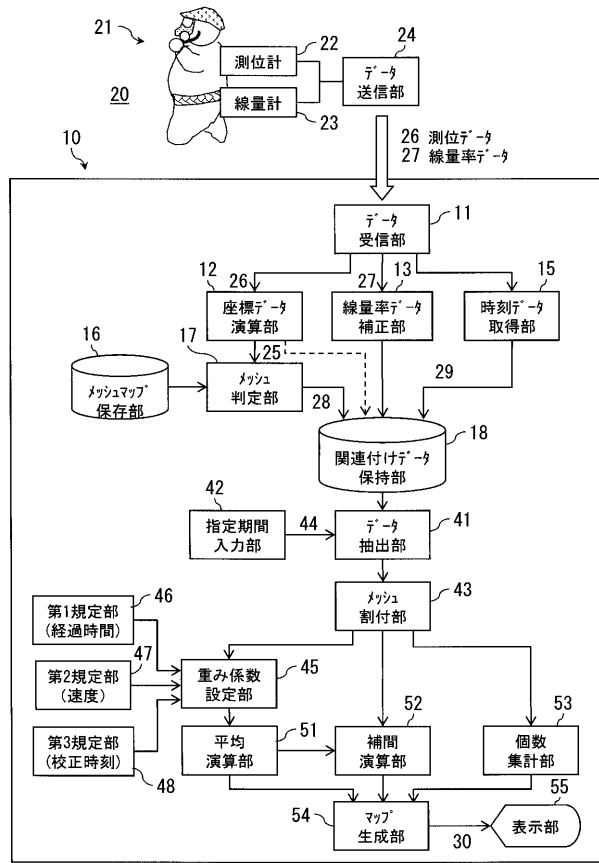 21
22
24
測位計
データ
送信部
線量計
20
23
26 測位データ
27 線量率データ
10
データ
受信部
11
12
26
27
13
15
座標データ
演算部
線量率データ
補正部
時刻データ
取得部
16
17
25
29
メッシュマップ
保存部
メッシュ
判定部
28
18
関連付けデータ
保持部
42
指定期間
入力部
44
データ
抽出部
41
メッシュ
割付部
43
46
第1規定部
(経過時間)
47
45
第2規定部
(速度)
重み係数
設定部
51
52
53
第3規定部
(校正時刻)
48
平均
演算部
補間
演算部
個数
集計部
54
マップ
生成部
30
55
表示部